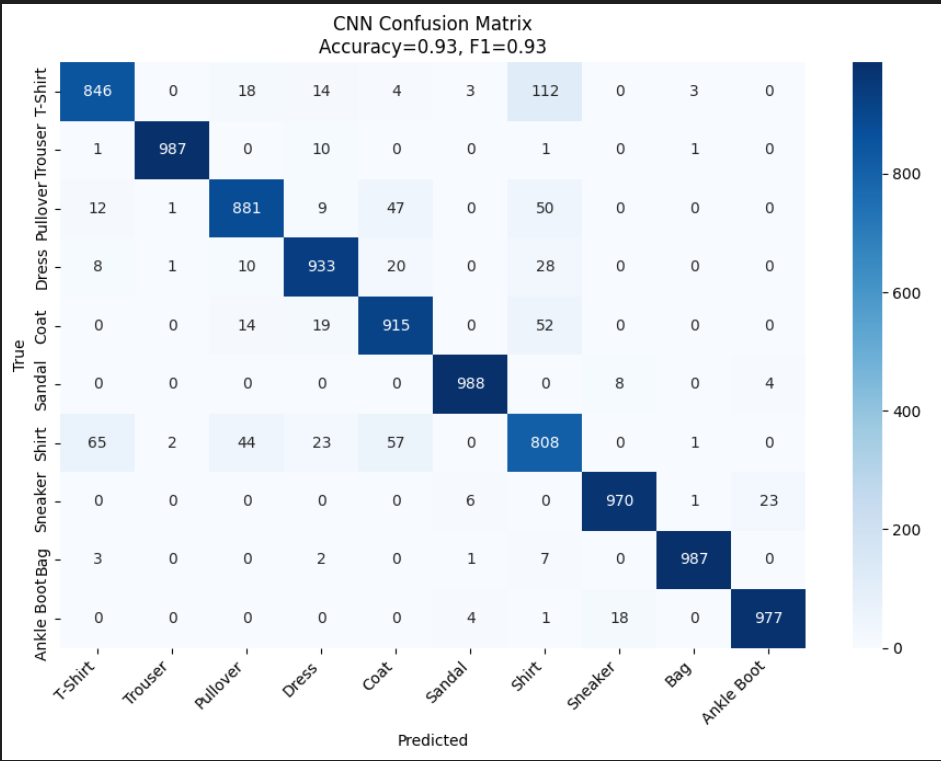 CNN Confusion Matrix
Accuracy=0.93, F1=0.93
T-Shirt 846 0 18 14 4 3 112 0 3 0
Trouser 1 987 0 10 0 0 1 0 1 0
Pullover 12 1 881 9 47 0 50 0 0 0
Dress 8 1 10 933 20 0 28 0 0 0
Coat 0 0 14 19 915 0 52 0 0 0
Sandal 0 0 0 0 0 988 0 8 0 4
Shirt 65 2 44 23 57 0 808 0 1 0
Sneaker 0 0 0 0 0 6 0 970 1 23
Bag 3 0 0 2 0 1 7 0 987 0
Ankle Boot 0 0 0 0 0 4 1 18 0 977
True
T-Shirt Trouser Pullover Dress Coat Sandal Shirt Sneaker Bag Ankle Boot
Predicted
800
600
400
200
0